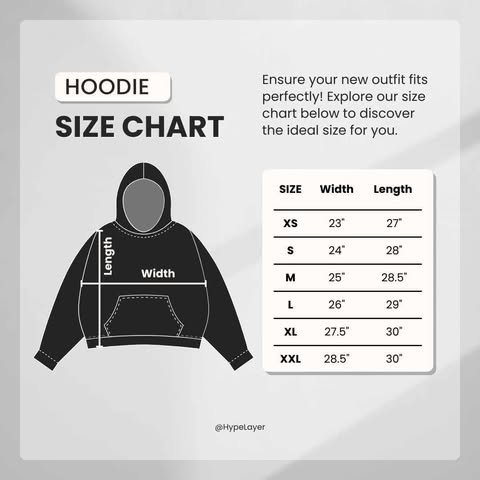 HOODIE
SIZE CHART
Ensure your new outfit fits
perfectly! Explore our size
chart below to discover
the ideal size for you.
Length
Width
SIZE Width Length
XS 23" 27"
S 24" 28"
M 25" 28.5"
L 26" 29"
XL 27.5" 30"
XXL 28.5" 30"
@HypeLayer